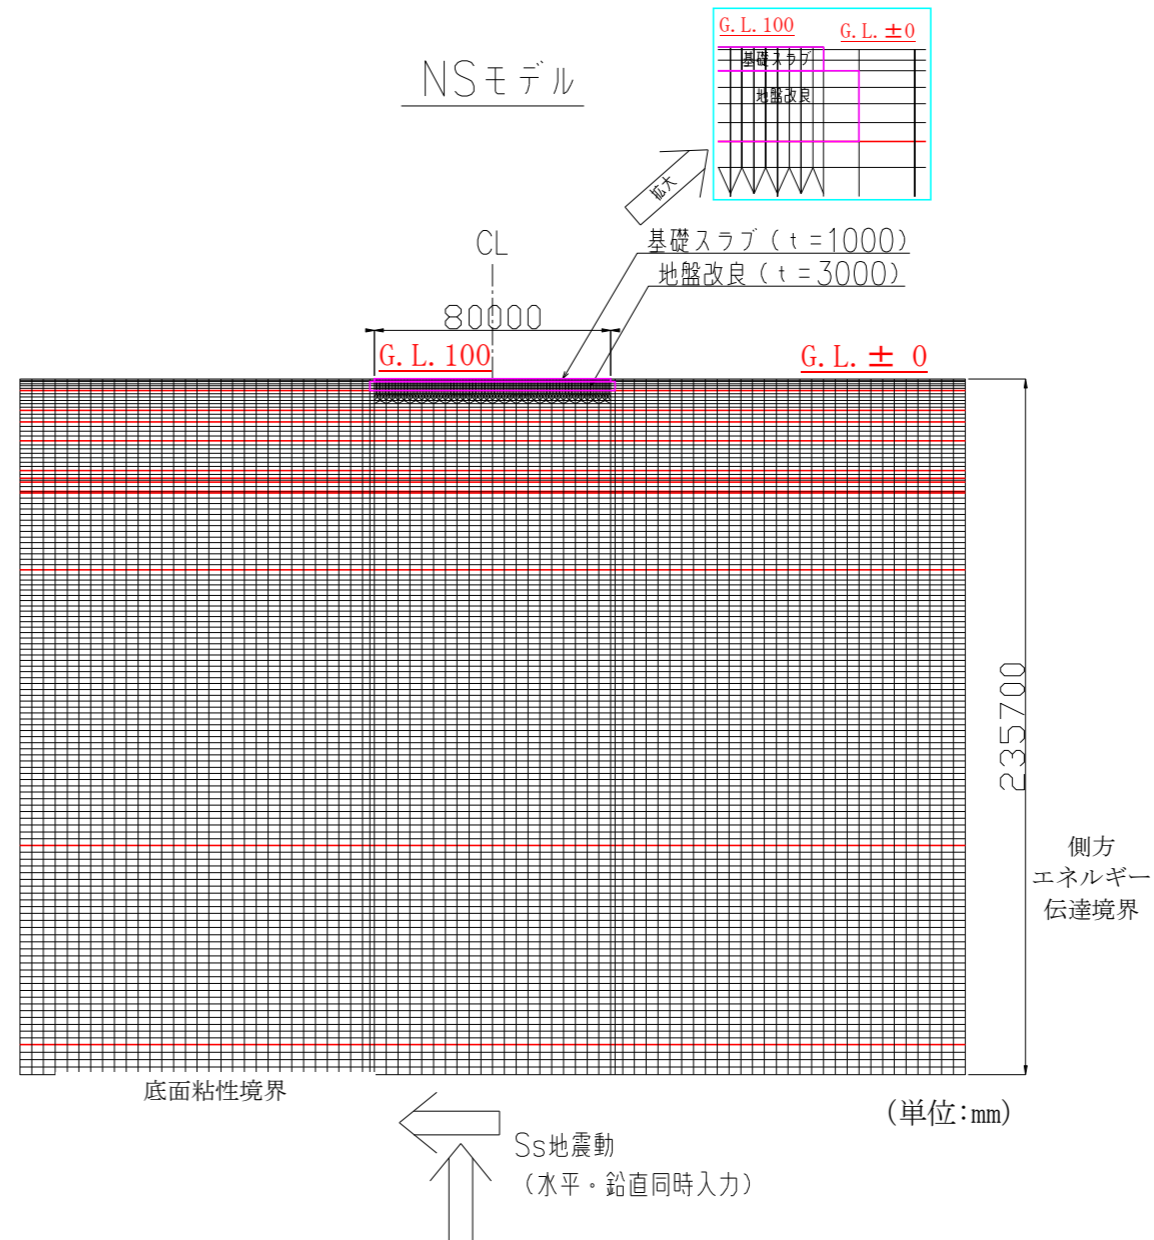 G.L.100
G.L.±0
基礎スラブ
地盤改良
NSモデル
拡大
CL
基礎スラブ(t=1000)
地盤改良(t=3000)
80000
G.L.100
G.L.± 0
235700
側方
エネルギー
伝達境界
底面粘性境界
(単位:mm)
Ss地震動
(水平・鉛直同時入力)